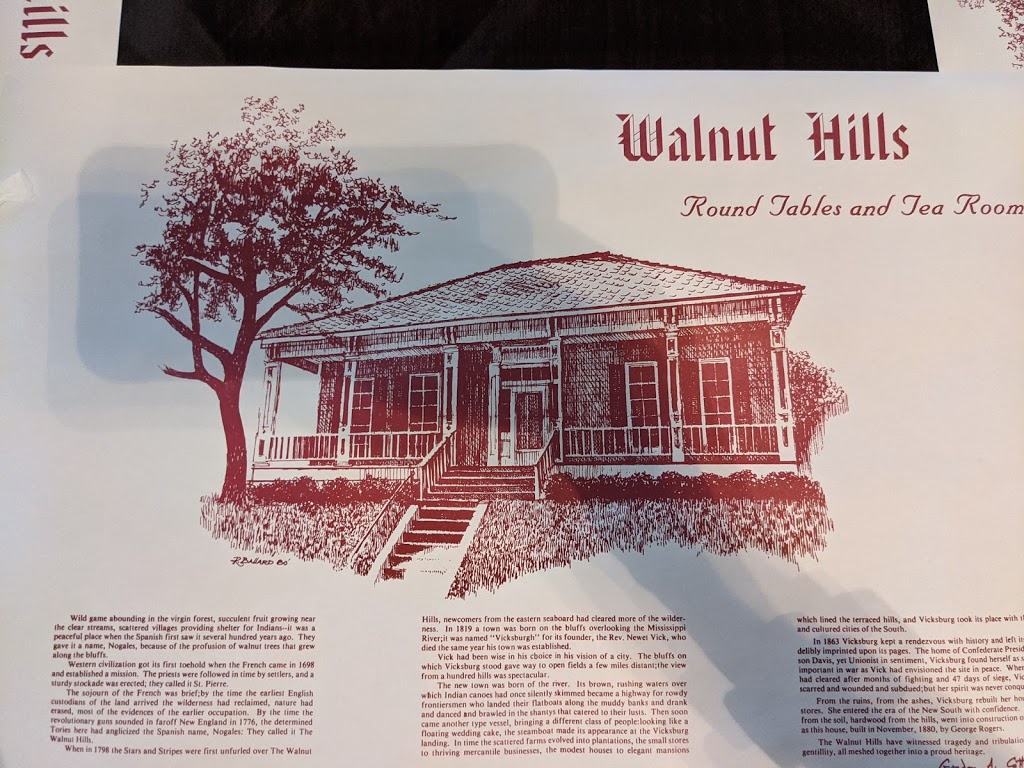 ills
Walnut Hills
Round Tables and Tea Room
R. BALLARD 80'
Wild game abounding in the virgin forest, succulent fruit growing near
the clear streams, scattered villages providing shelter for Indians--it was a
peaceful place when the Spanish first saw it several hundred years ago. They
gave it a name, Nogales, because of the profusion of walnut trees that grew
along the bluffs.
Western civilization got its first toehold when the French came in 1698
and established a mission. The priests were followed in time by settlers, and a
sturdy stockade was erected; they called it St. Pierre.
The sojourn of the French was brief; by the time the earliest English
custodians of the land arrived the wilderness had reclaimed, nature had
erased, most of the evidences of the earlier occupation. By the time the
revolutionary guns sounded in faroff New England in 1776, the determined
Tories here had anglicized the Spanish name, Nogales: They called it The
Walnut Hills.
When in 1798 the Stars and Stripes were first unfurled over The Walnut
Hills, newcomers from the eastern seaboard had cleared more of the wilder-
ness. In 1819 a town was born on the bluffs overlooking the Mississippi
River; it was named "Vicksburgh" for its founder, the Rev. Newet Vick, who
died the same year his town was established.
Vick had been wise in his choice in his vision of a city. The bluffs on
which Vicksburg stood gave way to open fields a few miles distant; the view
from a hundred hills was spectacular.
The new town was born of the river. Its brown, rushing waters over
which Indian canoes had once silently skimmed became a highway for rowdy
frontiersmen who landed their flatboats along the muddy banks and drank
and danced and brawled in the shantys that catered to their lusts. Then soon
came another type vessel, bringing a different class of people: looking like a
floating wedding cake, the steamboat made its appearance at the Vicksburg
landing. In time the scattered farms evolved into plantations, the small stores
to thriving mercantile businesses, the modest houses to elegant mansions
which lined the terraced hills, and Vicksburg took its place with t
and cultured cities of the South.
In 1863 Vicksburg kept a rendezvous with history and left its
delibly imprinted upon its pages. The home of Confederate Presid
son Davis, yet Unionist in sentiment, Vicksburg found herself as s
important in war as Vick had envisioned the site in peace. When
had cleared after months of fighting and 47 days of siege, Vic
scarred and wounded and subdued; but her spirit was never conqu
From the ruins, from the ashes, Vicksburg rebuilt her hou
stores. She entered the era of the New South with confidence.
from the soil, hardwood from the hills, went into construction o
as this house, built in November, 1880, by George Rogers.
The Walnut Hills have witnessed tragedy and tribulation
gentility, all meshed together into a proud heritage.